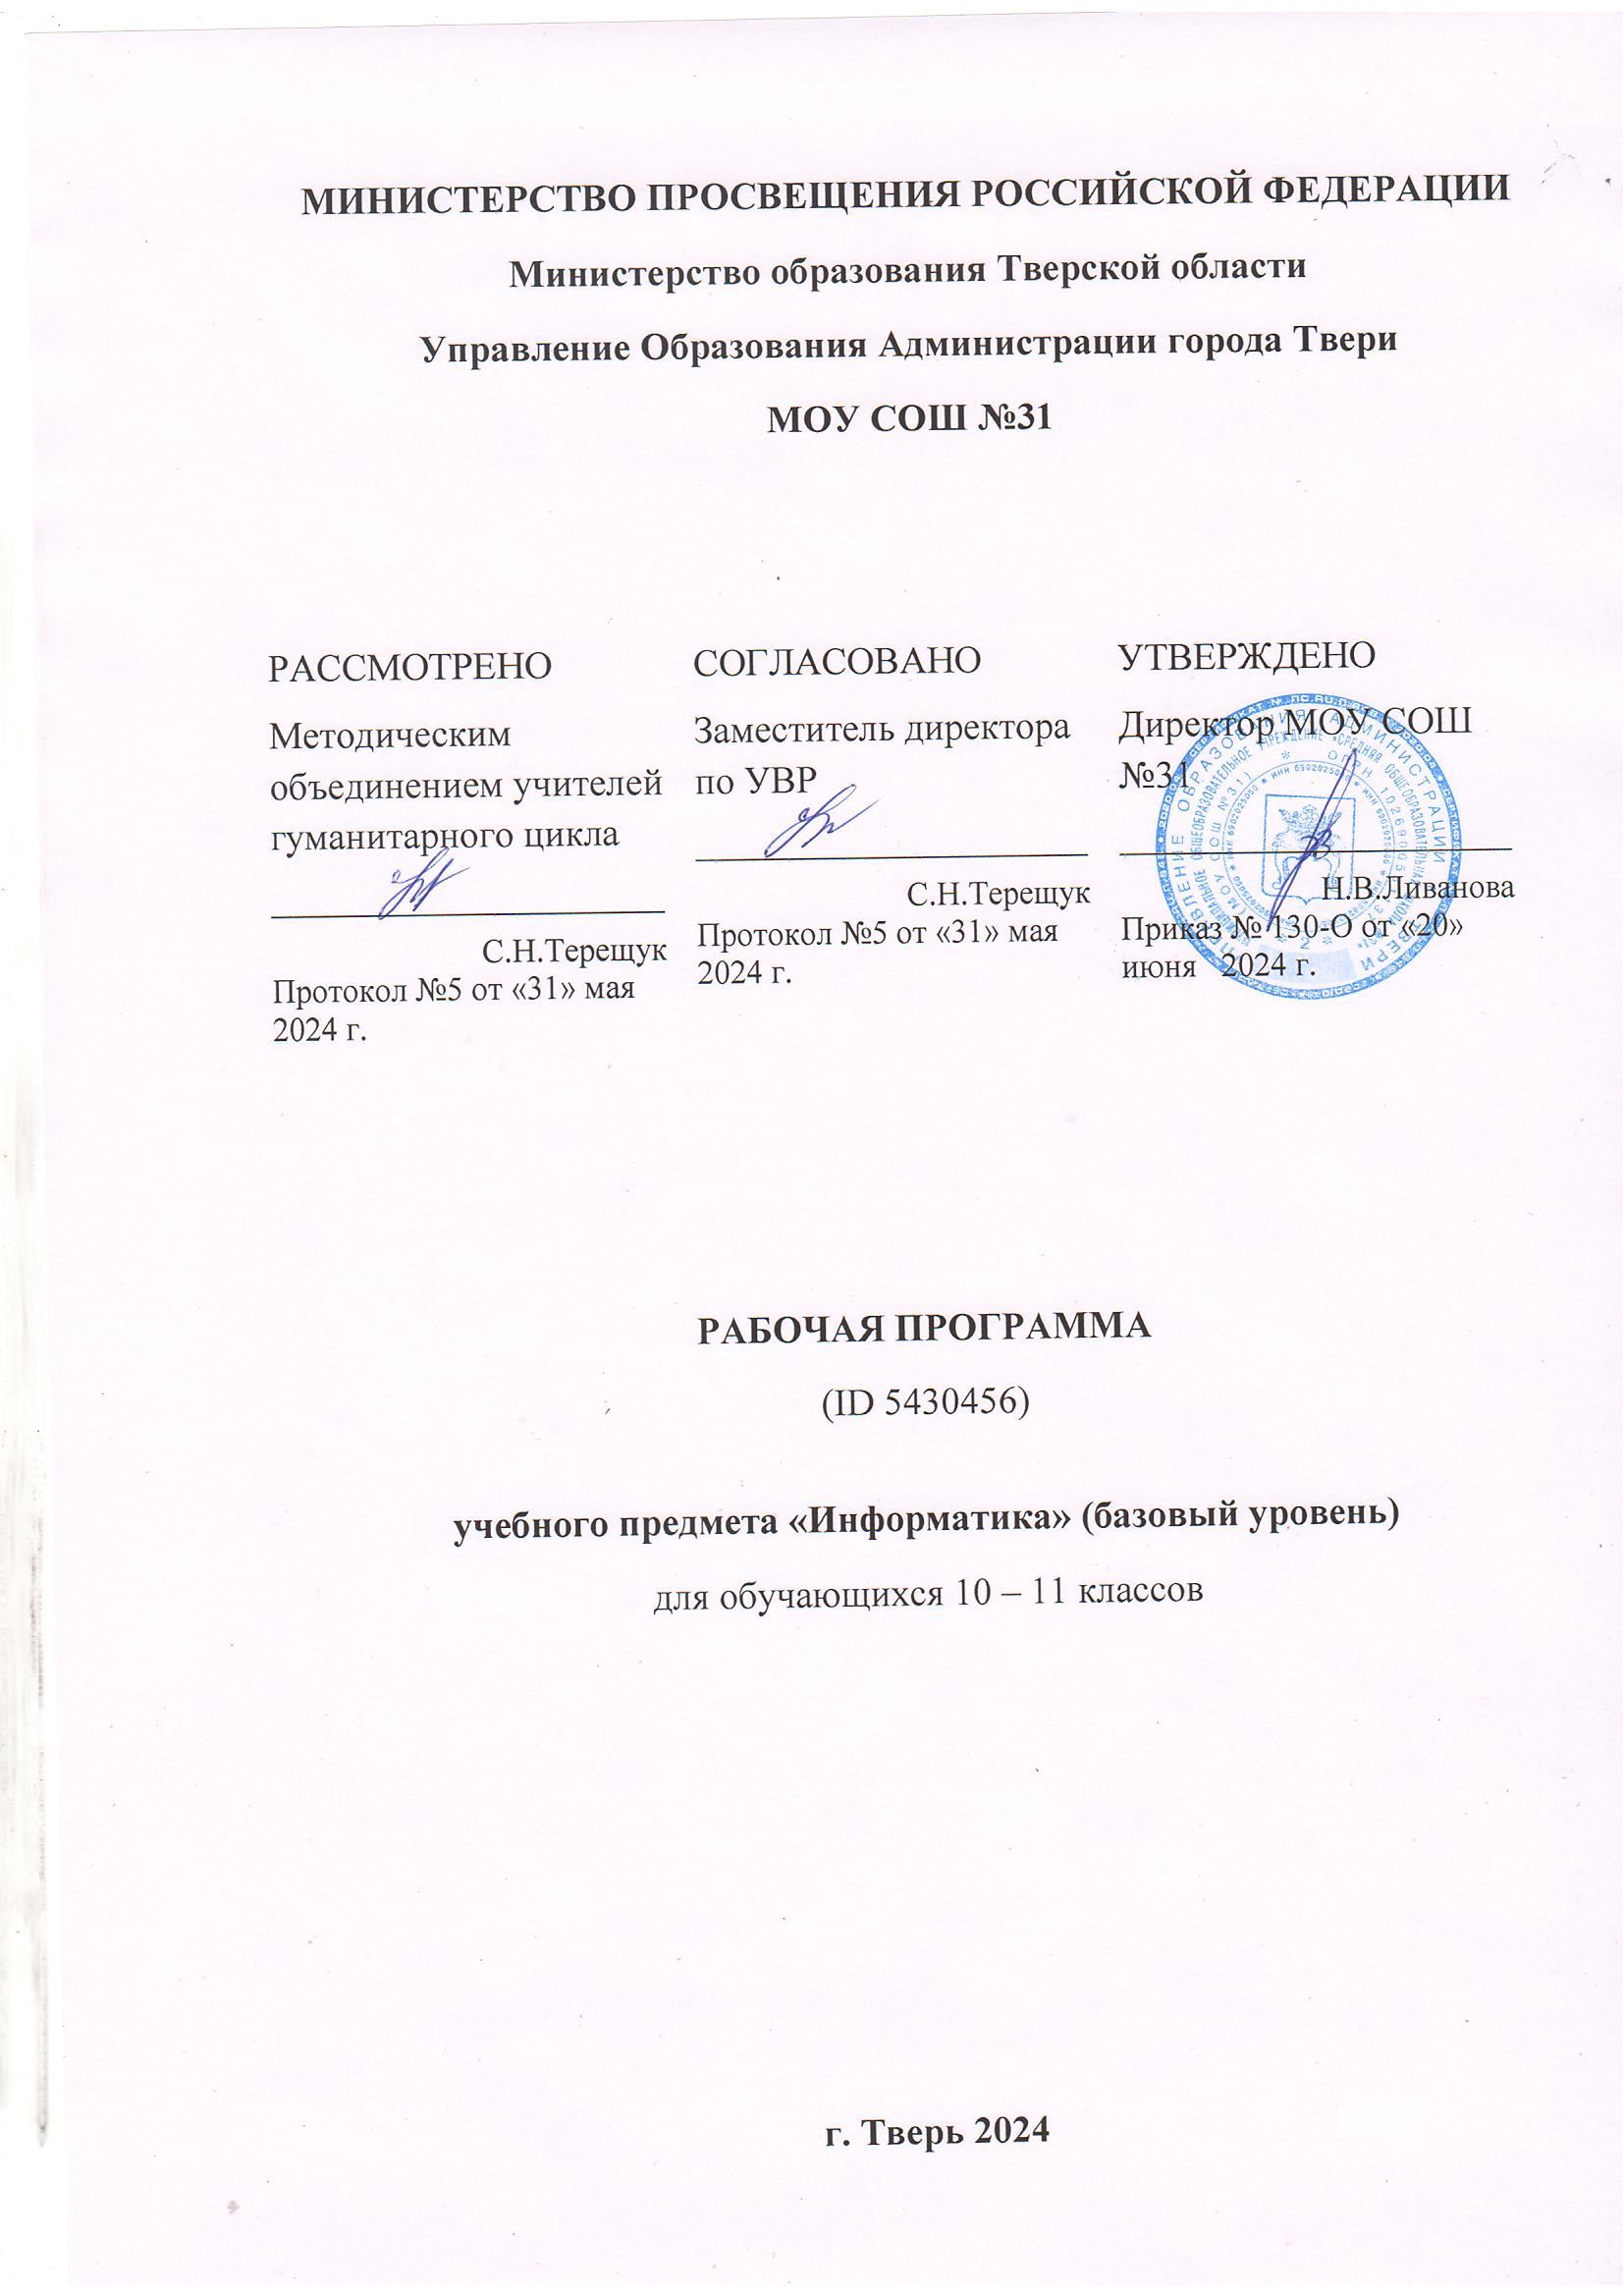 МИНИСТЕРСТВО ПРОСВЕЩЕНИЯ РОССИЙСКОЙ ФЕДЕРАЦИИ
Министерство образования Тверской области
Управление Образования Администрации города Твери
МОУ СОШ №31
РАССМОТРЕНО
Методическим
объединением учителей
гуманитарного цикла
С.Н.Терещук
Протокол №5 от «31» мая
2024 г.
СОГЛАСОВАНО
Заместитель директора
по УВР
С.Н.Терещук
Протокол №5 от «31» мая
2024 г.
УТВЕРЖДЕНО
Директор МОУ СОШ
№31
Н.В.Ливанова
Приказ № 130-О от «20»
июня 2024 г.
РАБОЧАЯ ПРОГРАММА
(ID 5430456)
учебного предмета «Информатика» (базовый уровень)
для обучающихся 10 – 11 классов
г. Тверь 2024